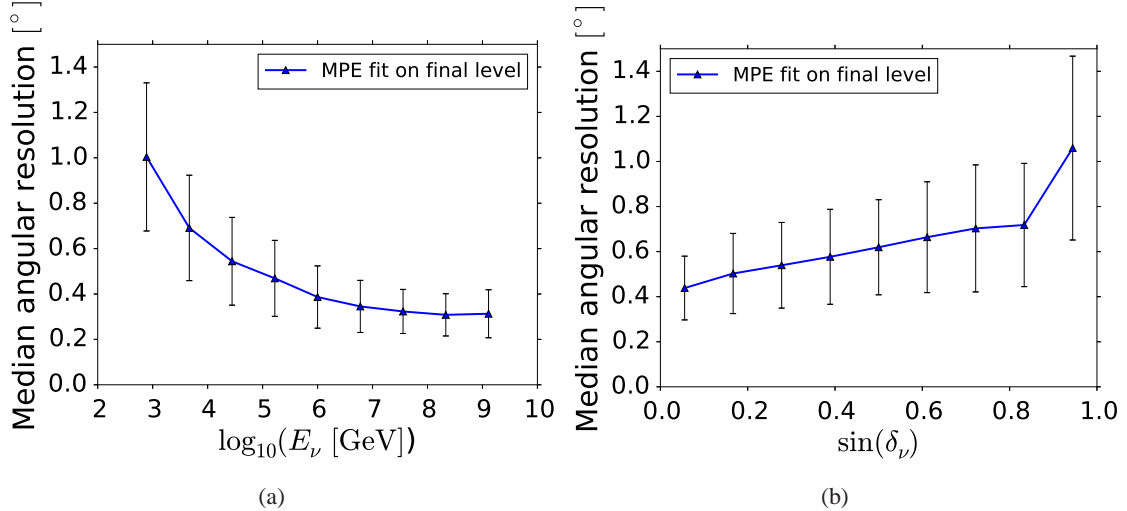 Median angular resolution [°]
1.4
1.2
1.0
0.8
0.6
0.4
0.2
0.0
MPE fit on final level
2 3 4 5 6 7 8 9 10
log₁₀(E_ν [GeV])
(a)
Median angular resolution [°]
1.4
1.2
1.0
0.8
0.6
0.4
0.2
0.0
MPE fit on final level
0.0 0.2 0.4 0.6 0.8 1.0
sin(δ_ν)
(b)